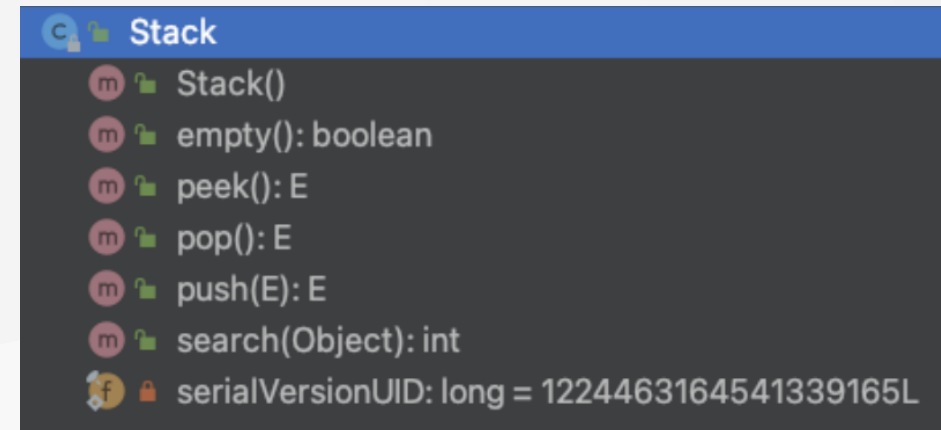 C Stack
m Stack()
m empty(): boolean
m peek(): E
m pop(): E
m push(E): E
m search(Object): int
f serialVersionUID: long = 1224463164541339165L